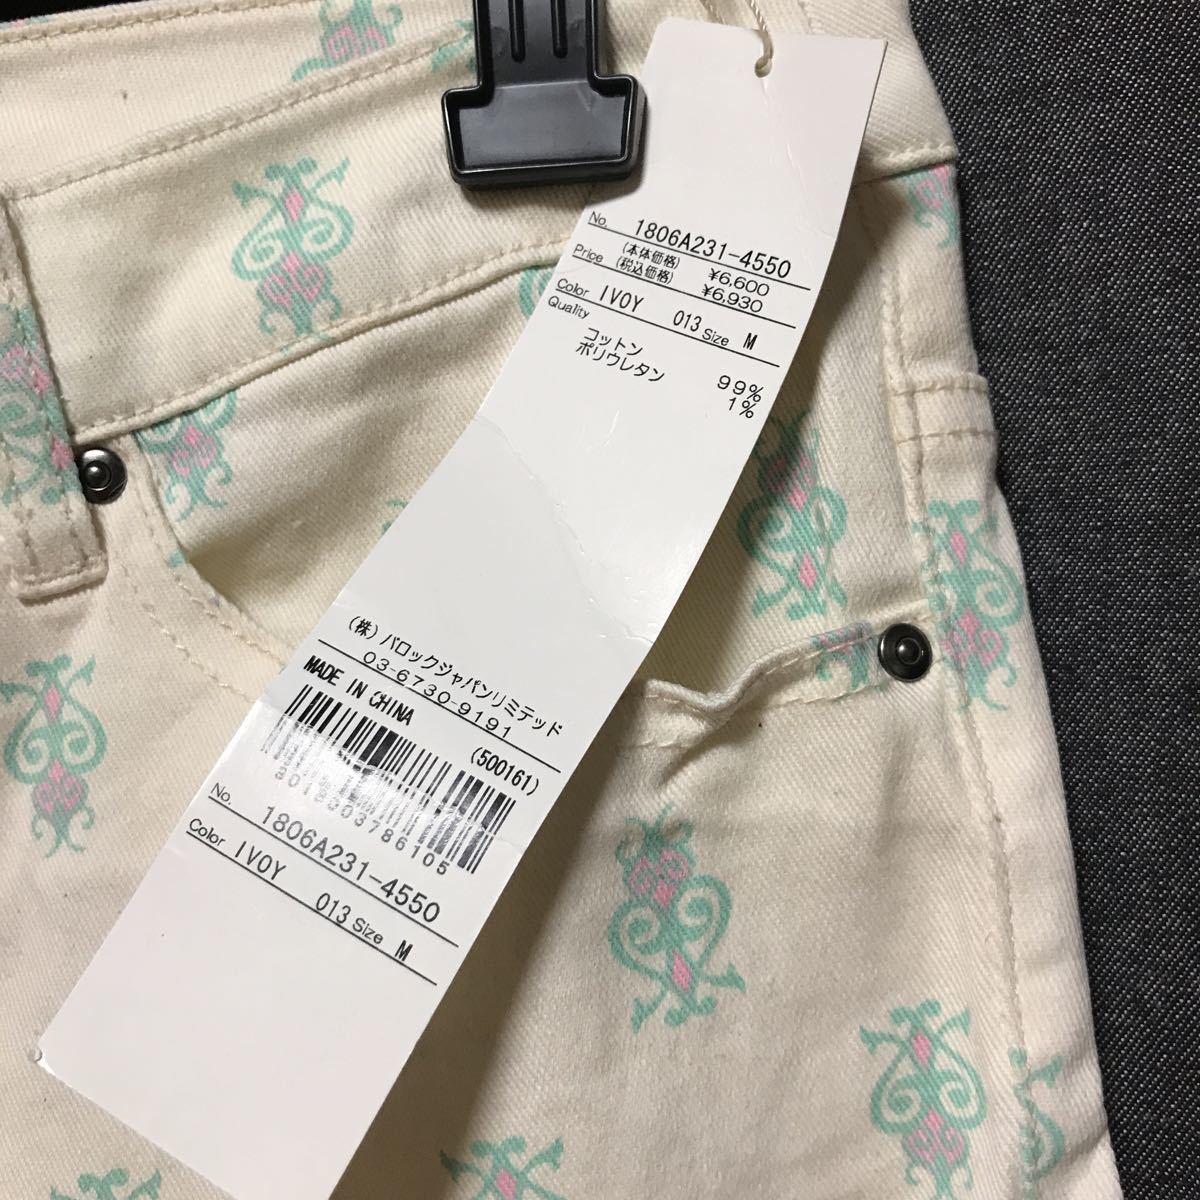 No. 1806A231-4550
Price (本体価格) ¥6,600
(税込価格) ¥6,930
Color IVOY 013 Size M
Quality
コットン 99%
ポリウレタン 1%
(株)バロックジャパンリミテッド
03-6730-9191
MADE IN CHINA (500161)
a018003786105
No. 1806A231-4550
Color IVOY 013 Size M